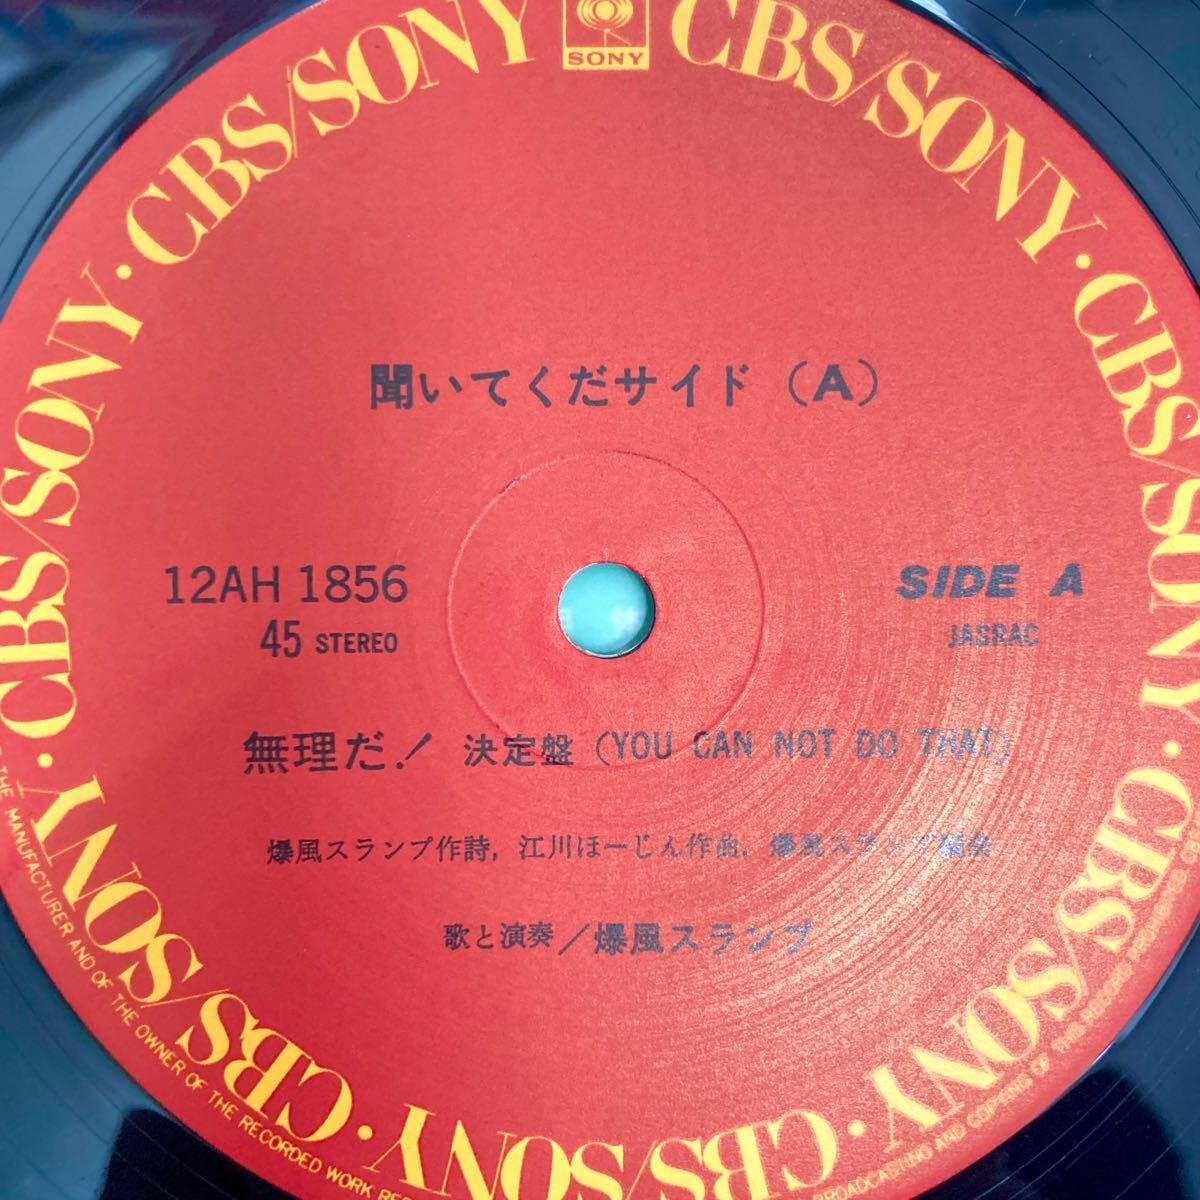 SONY
CBS/SONY · CBS/SONY · CBS/SONY · CBS/SONY · CBS/SONY · CBS/SONY · CBS/SONY · CBS/SONY
聞いてくだサイド (A)
12AH 1856
45 STEREO
SIDE A
JASRAC
無理だ! 決定盤 (YOU CAN NOT DO THAT)
爆風スランプ作詩, 江川ほーじん作曲, 爆風スランプ編曲
歌と演奏/爆風スランプ
THE MANUFACTURER AND OF THE OWNER OF THE RECORDED WORK
BROADCASTING AND COPYING OF THIS RECORD PROHIBITED